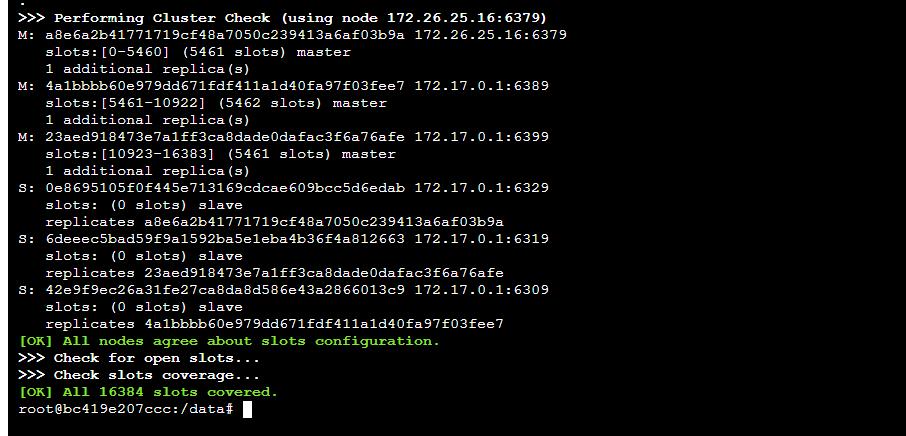 .
>>> Performing Cluster Check (using node 172.26.25.16:6379)
M: a8e6a2b41771719cf48a7050c239413a6af03b9a 172.26.25.16:6379
   slots:[0-5460] (5461 slots) master
   1 additional replica(s)
M: 4a1bbbb60e979dd671fdf411a1d40fa97f03fee7 172.17.0.1:6389
   slots:[5461-10922] (5462 slots) master
   1 additional replica(s)
M: 23aed918473e7a1ff3ca8dade0dafac3f6a76afe 172.17.0.1:6399
   slots:[10923-16383] (5461 slots) master
   1 additional replica(s)
S: 0e8695105f0f445e713169cdcae609bcc5d6edab 172.17.0.1:6329
   slots: (0 slots) slave
   replicates a8e6a2b41771719cf48a7050c239413a6af03b9a
S: 6deeec5bad59f9a1592ba5e1eba4b36f4a812663 172.17.0.1:6319
   slots: (0 slots) slave
   replicates 23aed918473e7a1ff3ca8dade0dafac3f6a76afe
S: 42e9f9ec26a31fe27ca8da8d586e43a2866013c9 172.17.0.1:6309
   slots: (0 slots) slave
   replicates 4a1bbbb60e979dd671fdf411a1d40fa97f03fee7
[OK] All nodes agree about slots configuration.
>>> Check for open slots...
>>> Check slots coverage...
[OK] All 16384 slots covered.
root@bc419e207ccc:/data#